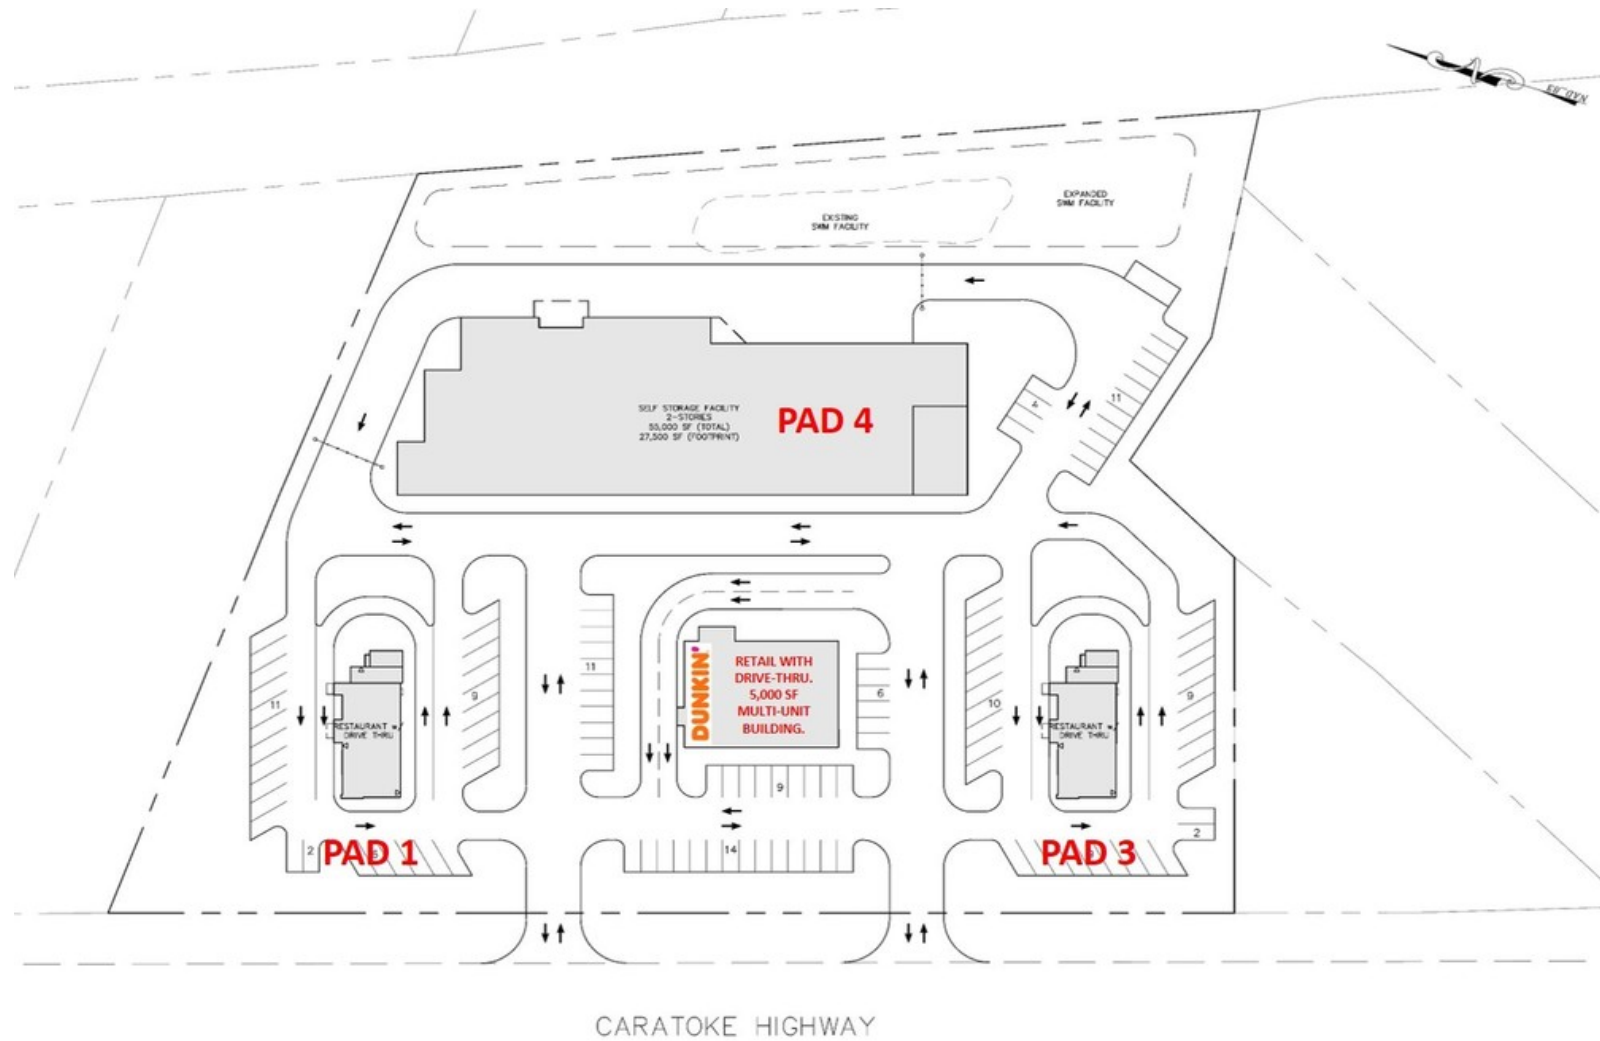 NAD_83
EXPANDED
SWM FACILITY
EXISTING
SWM FACILITY
SELF STORAGE FACILITY
2-STORIES
55,000 SF (TOTAL)
27,500 SF (FOOTPRINT)
PAD 4
4
11
11
9
11
DUNKIN'
RETAIL WITH
DRIVE-THRU.
5,000 SF
MULTI-UNIT
BUILDING.
6
10
9
RESTAURANT w/
DRIVE THRU
RESTAURANT w/
DRIVE THRU
9
2
PAD 1
14
PAD 3
2
CARATOKE HIGHWAY